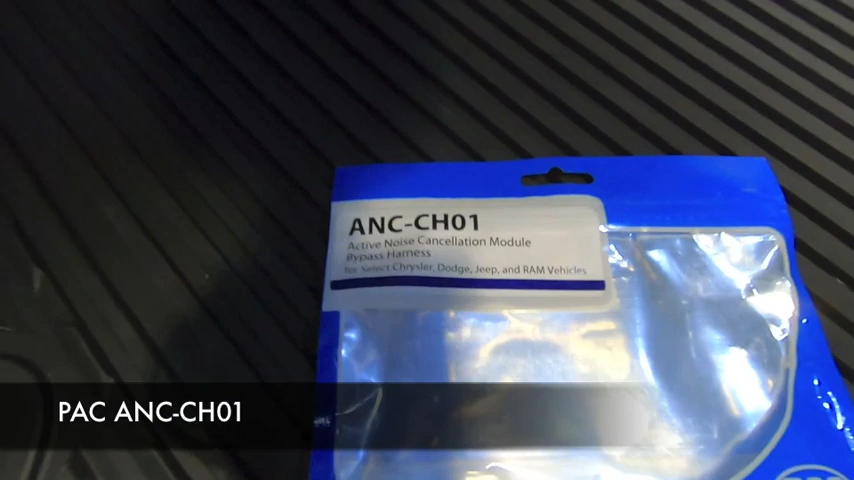 ANC-CH01
Active Noise Cancellation Module
Bypass Harness
For Select Chrysler, Dodge, Jeep, and RAM Vehicles
PAC ANC-CH01